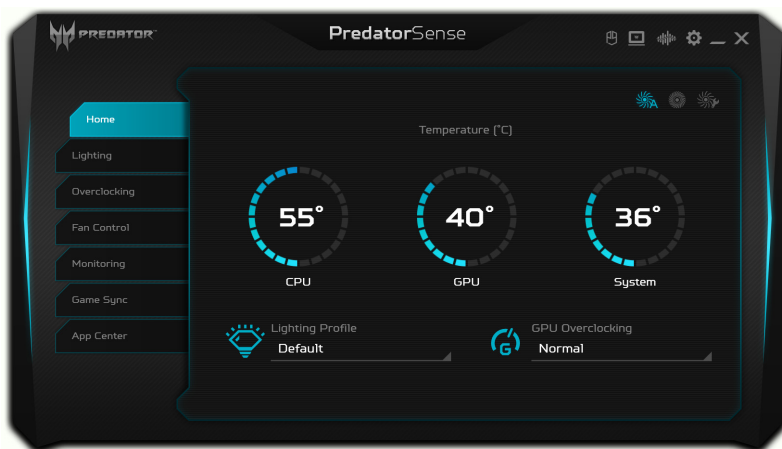 PREDATOR
PredatorSense
Home
Lighting
Overclocking
Fan Control
Monitoring
Game Sync
App Center
Temperature (°C)
55° 40° 36°
CPU GPU System
Lighting Profile GPU Overclocking
Default Normal